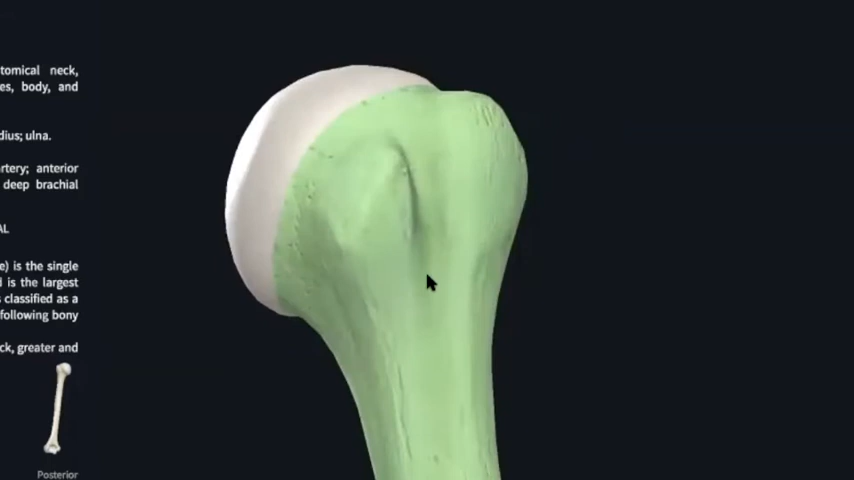 tomical neck,
es, body, and
dius; ulna.
rtery; anterior
deep brachial
AL
e) is the single
d is the largest
s classified as a
following bony
ck, greater and
Posterior